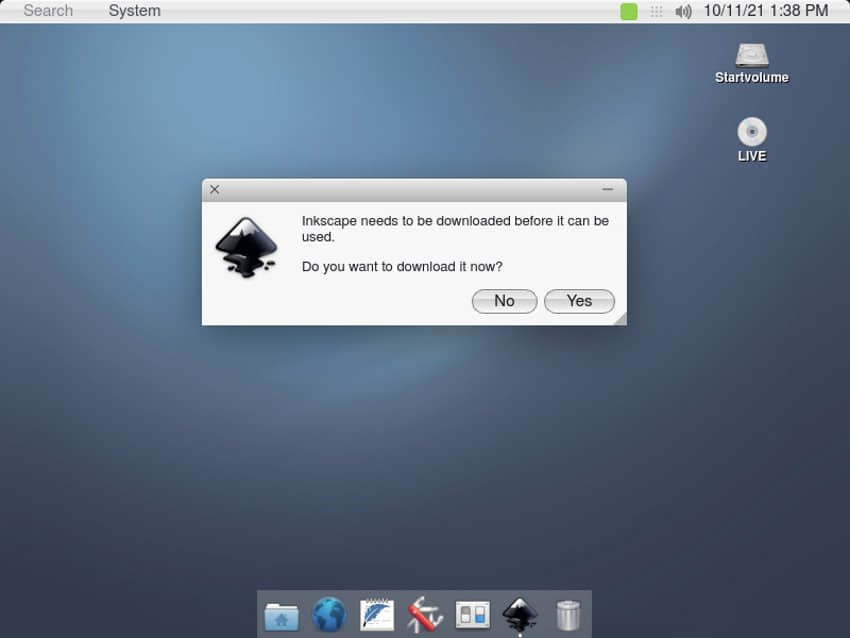 Search System 10/11/21 1:38 PM
Startvolume
LIVE
Inkscape needs to be downloaded before it can be
used.
Do you want to download it now?
No Yes